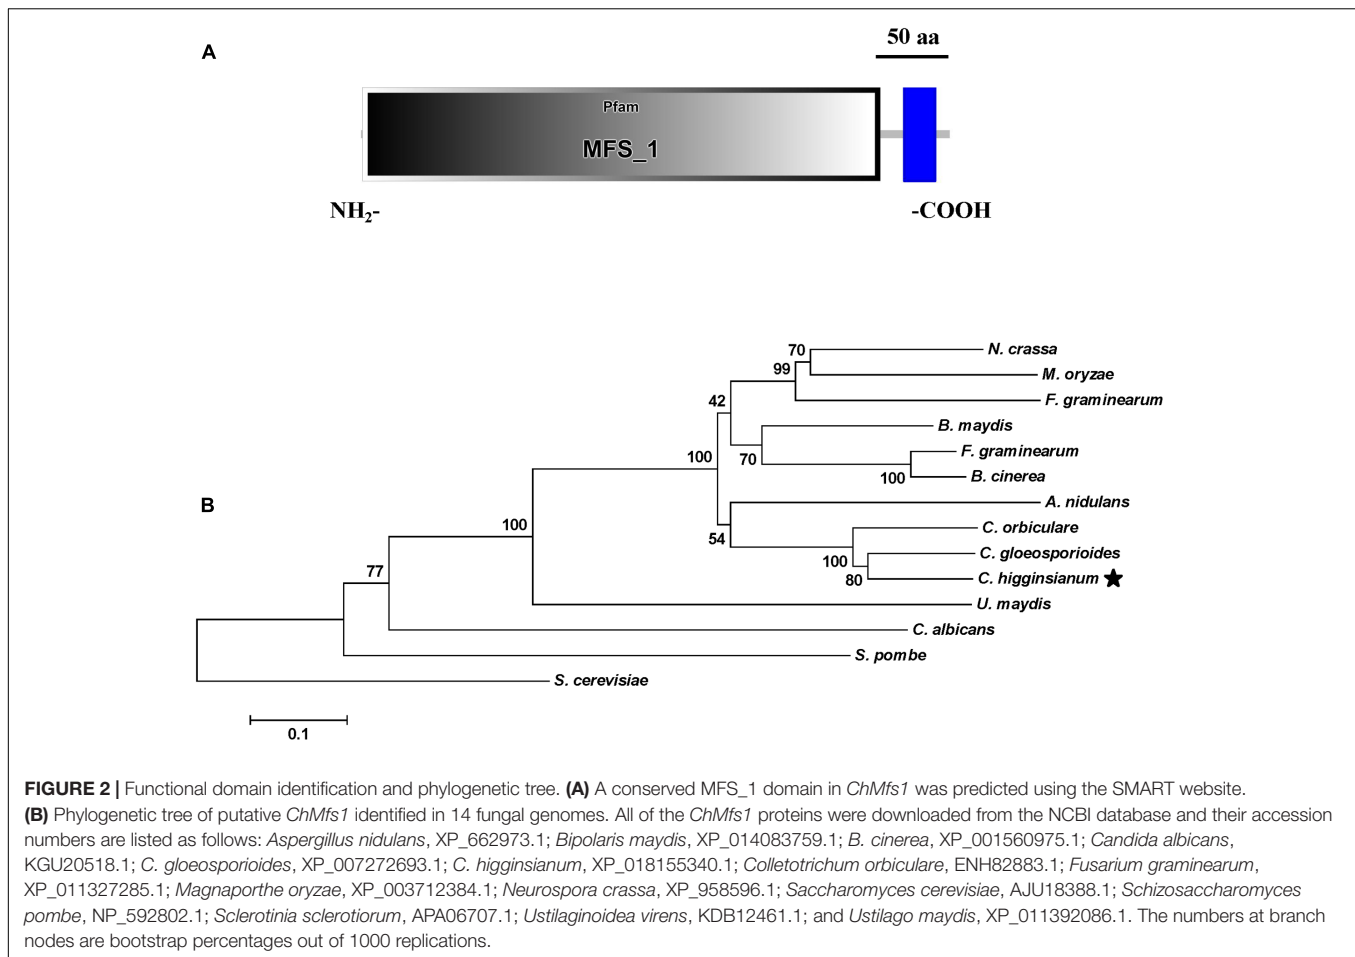 A
50 aa
Pfam
MFS_1
NH₂-
-COOH
B
N. crassa
M. oryzae
F. graminearum
B. maydis
F. graminearum
B. cinerea
A. nidulans
C. orbiculare
C. gloeosporioides
C. higginsianum ★
U. maydis
C. albicans
S. pombe
S. cerevisiae
70
99
42
70
100
100
54
100
80
100
77
0.1
FIGURE 2 | Functional domain identification and phylogenetic tree. (A) A conserved MFS_1 domain in ChMfs1 was predicted using the SMART website.
(B) Phylogenetic tree of putative ChMfs1 identified in 14 fungal genomes. All of the ChMfs1 proteins were downloaded from the NCBI database and their accession
numbers are listed as follows: Aspergillus nidulans, XP_662973.1; Bipolaris maydis, XP_014083759.1; B. cinerea, XP_001560975.1; Candida albicans,
KGU20518.1; C. gloeosporioides, XP_007272693.1; C. higginsianum, XP_018155340.1; Colletotrichum orbiculare, ENH82883.1; Fusarium graminearum,
XP_011327285.1; Magnaporthe oryzae, XP_003712384.1; Neurospora crassa, XP_958596.1; Saccharomyces cerevisiae, AJU18388.1; Schizosaccharomyces
pombe, NP_592802.1; Sclerotinia sclerotiorum, APA06707.1; Ustilaginoidea virens, KDB12461.1; and Ustilago maydis, XP_011392086.1. The numbers at branch
nodes are bootstrap percentages out of 1000 replications.